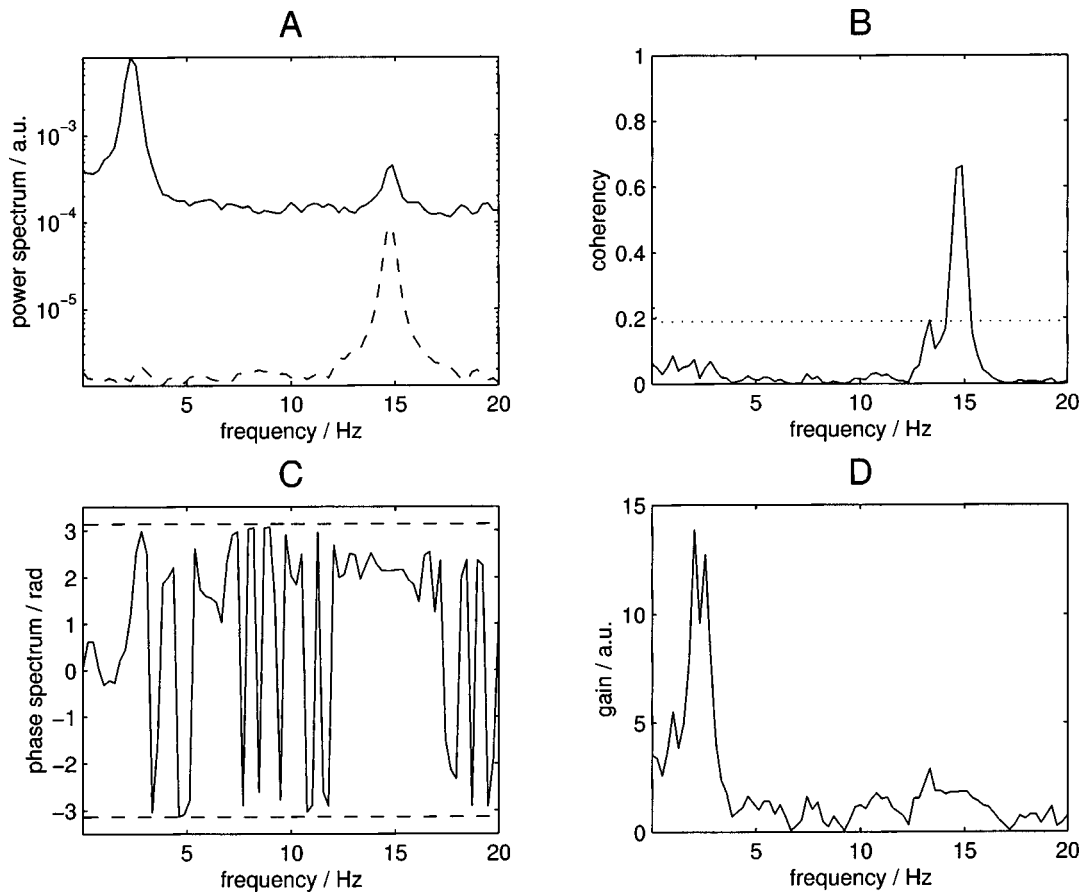 A
power spectrum / a.u.
10⁻³
10⁻⁴
10⁻⁵
5 10 15 20
frequency / Hz
B
coherency
1
0.8
0.6
0.4
0.2
0
0 5 10 15 20
frequency / Hz
C
phase spectrum / rad
3
2
1
0
−1
−2
−3
5 10 15 20
frequency / Hz
D
gain / a.u.
15
10
5
0
0 5 10 15 20
frequency / Hz